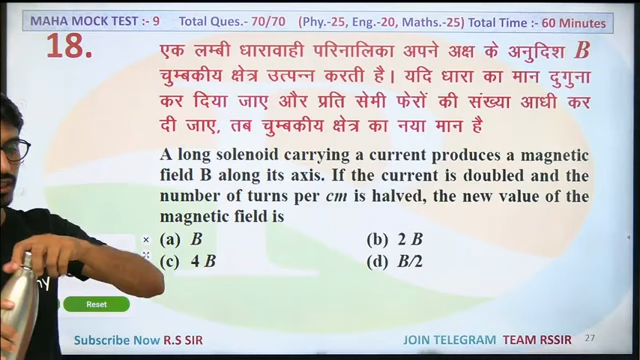 MAHA MOCK TEST :- 9 Total Ques.- 70/70 (Phy.-25, Eng.-20, Maths.-25) Total Time :- 60 Minutes
18. एक लम्बी धारावाही परिनालिका अपने अक्ष के अनुदिश B
चुम्बकीय क्षेत्र उत्पन्न करती है। यदि धारा का मान दुगुना
कर दिया जाए और प्रति सेमी फेरों की संख्या आधी कर
दी जाए, तब चुम्बकीय क्षेत्र का नया मान है
A long solenoid carrying a current produces a magnetic
field B along its axis. If the current is doubled and the
number of turns per cm is halved, the new value of the
magnetic field is
(a) B (b) 2 B
(c) 4 B (d) B/2
Reset
Subscribe Now R.S SIR JOIN TELEGRAM TEAM RSSIR 27